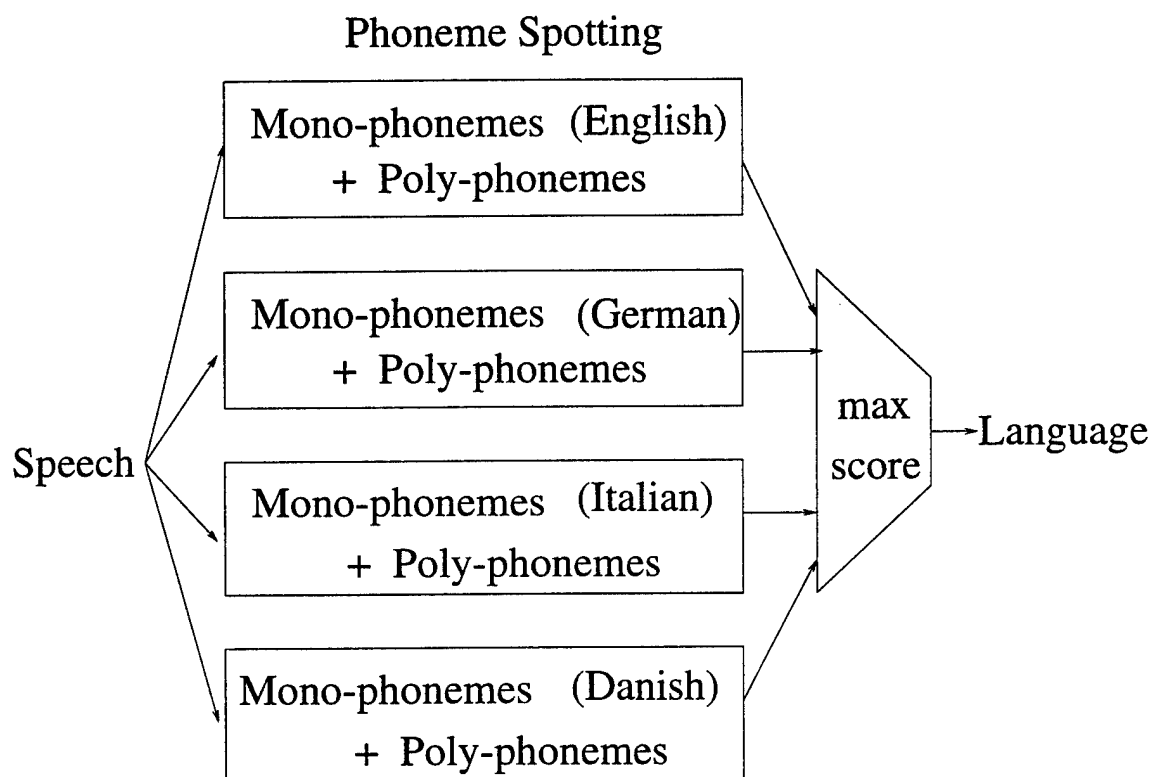 Phoneme Spotting
Mono-phonemes (English)
+ Poly-phonemes
Mono-phonemes (German)
+ Poly-phonemes
Speech
Mono-phonemes (Italian)
+ Poly-phonemes
Mono-phonemes (Danish)
+ Poly-phonemes
max
score
Language